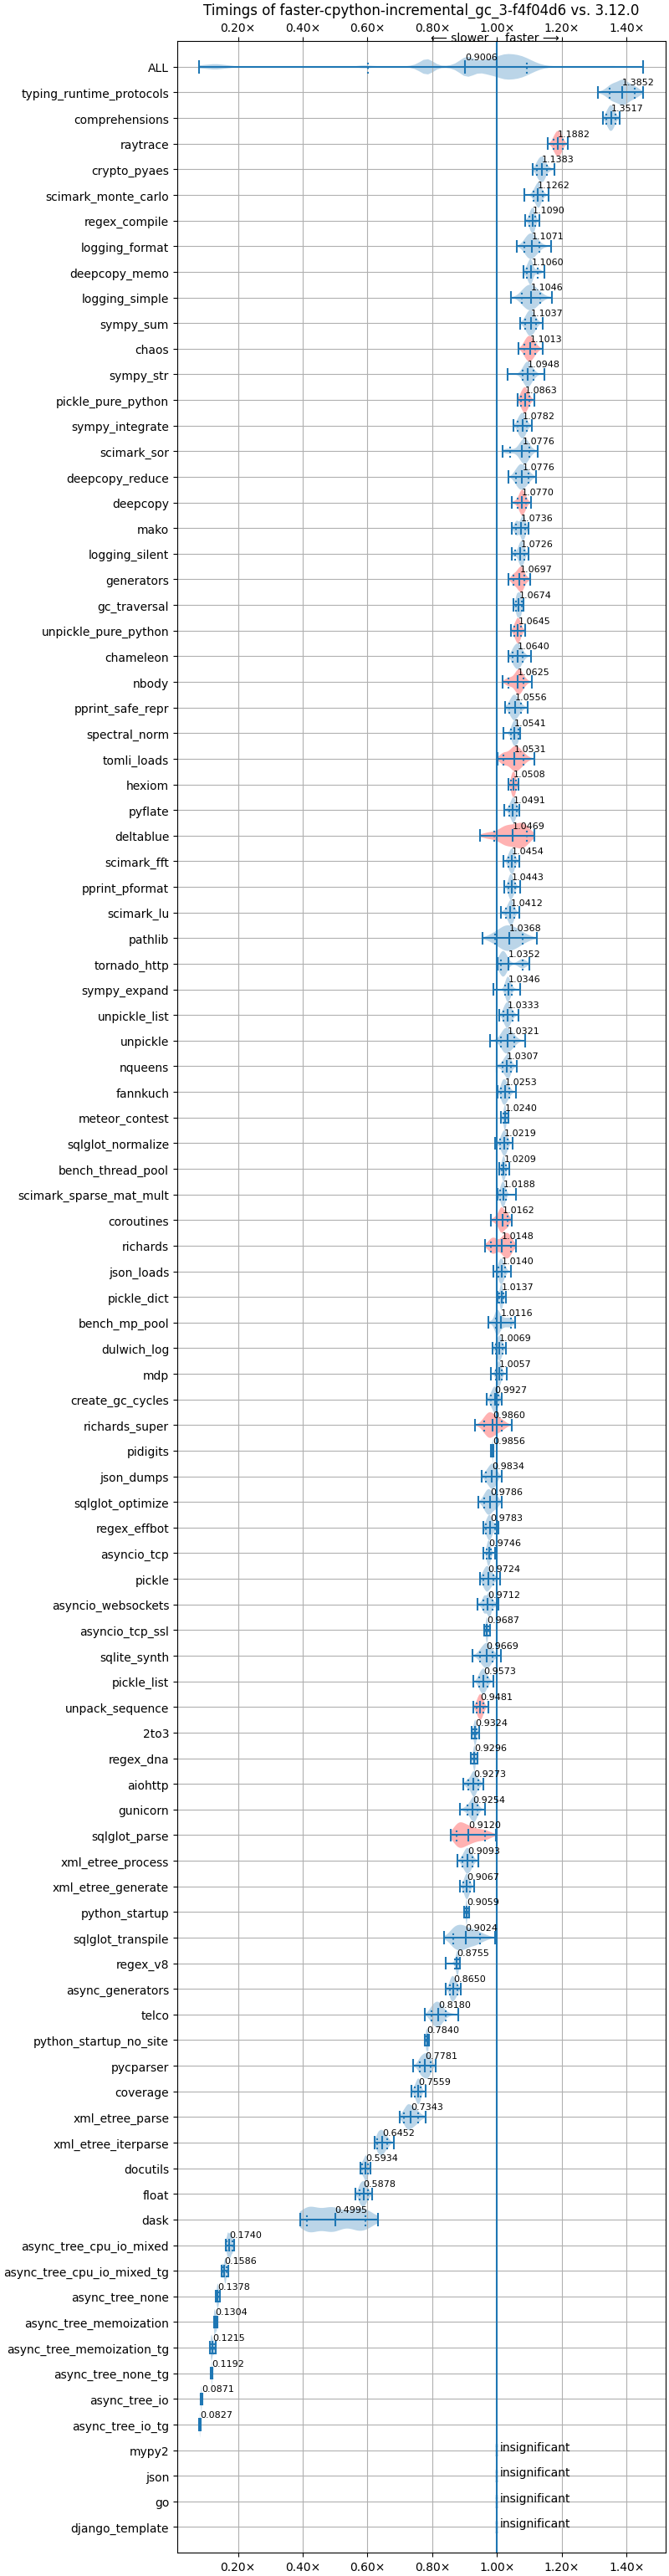 Timings of faster-cpython-incremental_gc_3-f4f04d6 vs. 3.12.0
0.20× 0.40× 0.60× 0.80× 1.00× 1.20× 1.40×
⟵ slower faster ⟶
ALL 0.9006
typing_runtime_protocols 1.3852
comprehensions 1.3517
raytrace 1.1882
crypto_pyaes 1.1383
scimark_monte_carlo 1.1262
regex_compile 1.1090
logging_format 1.1071
deepcopy_memo 1.1060
logging_simple 1.1046
sympy_sum 1.1037
chaos 1.1013
sympy_str 1.0948
pickle_pure_python 1.0863
sympy_integrate 1.0782
scimark_sor 1.0776
deepcopy_reduce 1.0776
deepcopy 1.0770
mako 1.0736
logging_silent 1.0726
generators 1.0697
gc_traversal 1.0674
unpickle_pure_python 1.0645
chameleon 1.0640
nbody 1.0625
pprint_safe_repr 1.0556
spectral_norm 1.0541
tomli_loads 1.0531
hexiom 1.0508
pyflate 1.0491
deltablue 1.0469
scimark_fft 1.0454
pprint_pformat 1.0443
scimark_lu 1.0412
pathlib 1.0368
tornado_http 1.0352
sympy_expand 1.0346
unpickle_list 1.0333
unpickle 1.0321
nqueens 1.0307
fannkuch 1.0253
meteor_contest 1.0240
sqlglot_normalize 1.0219
bench_thread_pool 1.0209
scimark_sparse_mat_mult 1.0188
coroutines 1.0162
richards 1.0148
json_loads 1.0140
pickle_dict 1.0137
bench_mp_pool 1.0116
dulwich_log 1.0069
mdp 1.0057
create_gc_cycles 0.9927
richards_super 0.9860
pidigits 0.9856
json_dumps 0.9834
sqlglot_optimize 0.9786
regex_effbot 0.9783
asyncio_tcp 0.9746
pickle 0.9724
asyncio_websockets 0.9712
asyncio_tcp_ssl 0.9687
sqlite_synth 0.9669
pickle_list 0.9573
unpack_sequence 0.9481
2to3 0.9324
regex_dna 0.9296
aiohttp 0.9273
gunicorn 0.9254
sqlglot_parse 0.9120
xml_etree_process 0.9093
xml_etree_generate 0.9067
python_startup 0.9059
sqlglot_transpile 0.9024
regex_v8 0.8755
async_generators 0.8650
telco 0.8180
python_startup_no_site 0.7840
pycparser 0.7781
coverage 0.7559
xml_etree_parse 0.7343
xml_etree_iterparse 0.6452
docutils 0.5934
float 0.5878
dask 0.4995
async_tree_cpu_io_mixed 0.1740
async_tree_cpu_io_mixed_tg 0.1586
async_tree_none 0.1378
async_tree_memoization 0.1304
async_tree_memoization_tg 0.1215
async_tree_none_tg 0.1192
async_tree_io 0.0871
async_tree_io_tg 0.0827
mypy2 insignificant
json insignificant
go insignificant
django_template insignificant
0.20× 0.40× 0.60× 0.80× 1.00× 1.20× 1.40×